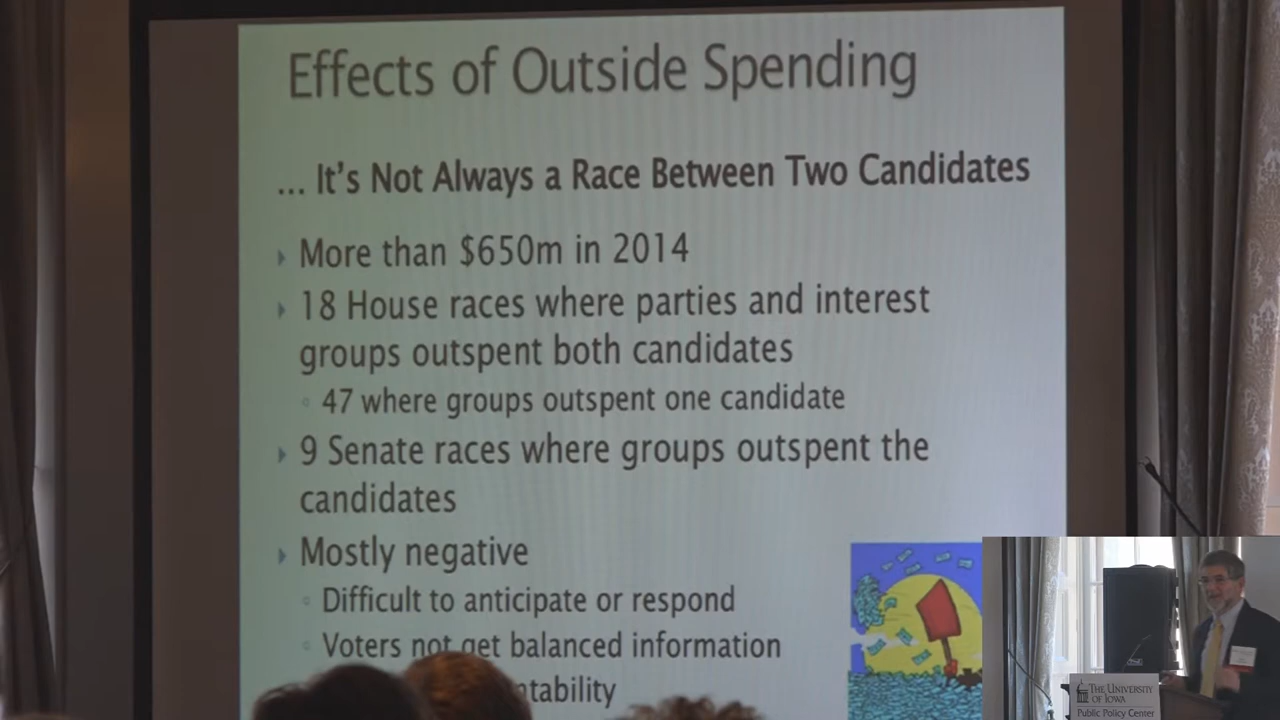 Effects of Outside Spending
... It's Not Always a Race Between Two Candidates
More than $650m in 2014
18 House races where parties and interest
groups outspent both candidates
47 where groups outspent one candidate
9 Senate races where groups outspent the
candidates
Mostly negative
Difficult to anticipate or respond
Voters not get balanced information
ntability
THE UNIVERSITY
OF IOWA
Public Policy Center